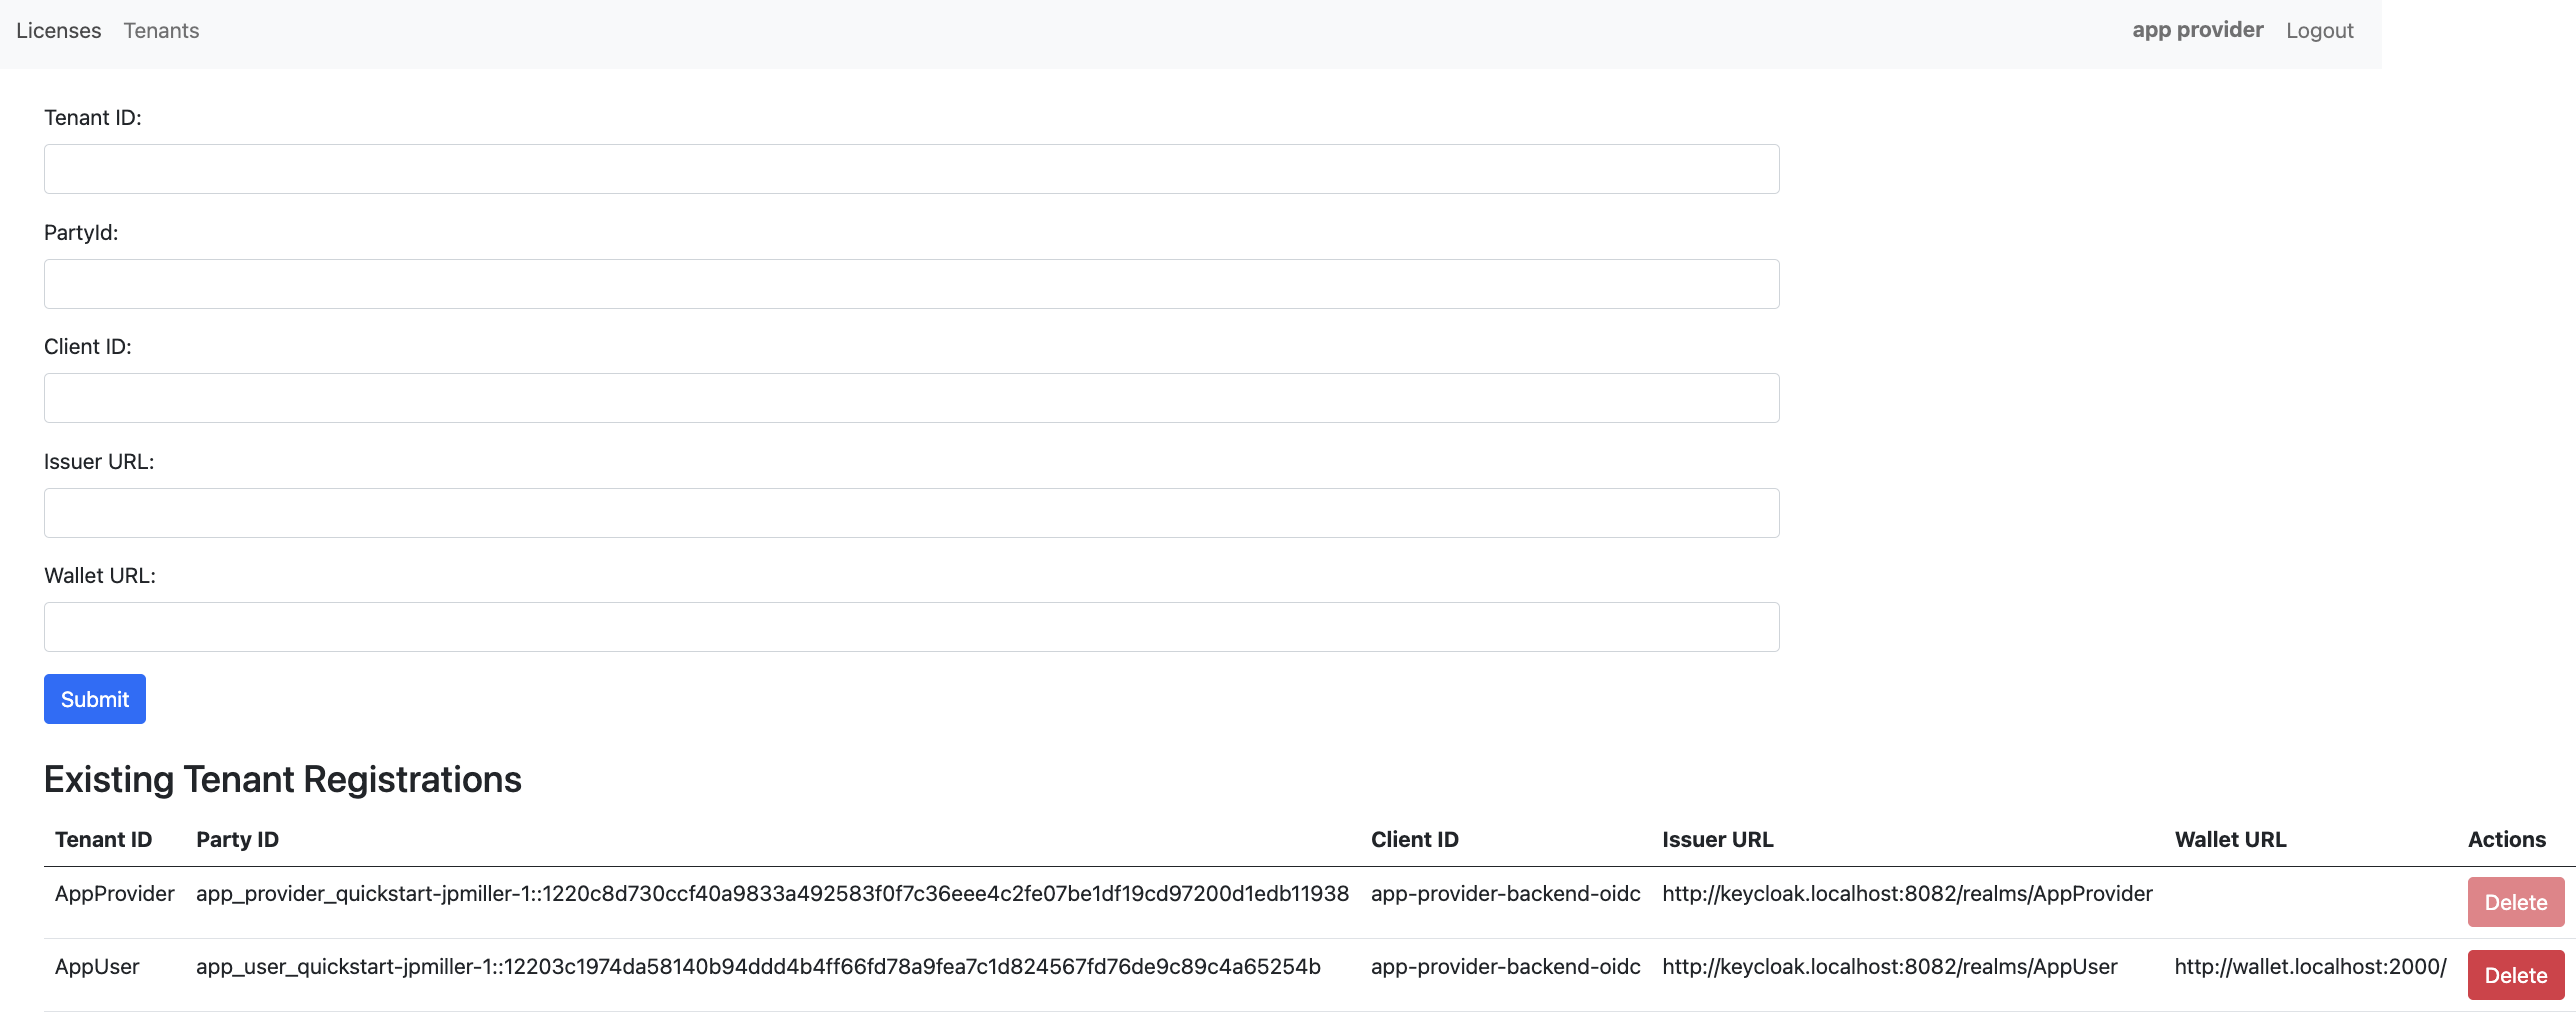 Licenses Tenants app provider Logout
Tenant ID:
PartyId:
Client ID:
Issuer URL:
Wallet URL:
Submit
Existing Tenant Registrations
Tenant ID Party ID Client ID Issuer URL Wallet URL Actions
AppProvider app_provider_quickstart-jpmiller-1::1220c8d730ccf40a9833a492583f0f7c36eee4c2fe07be1df19cd97200d1edb11938 app-provider-backend-oidc http://keycloak.localhost:8082/realms/AppProvider Delete
AppUser app_user_quickstart-jpmiller-1::12203c1974da58140b94ddd4b4ff66fd78a9fea7c1d824567fd76de9c89c4a65254b app-provider-backend-oidc http://keycloak.localhost:8082/realms/AppUser http://wallet.localhost:2000/ Delete